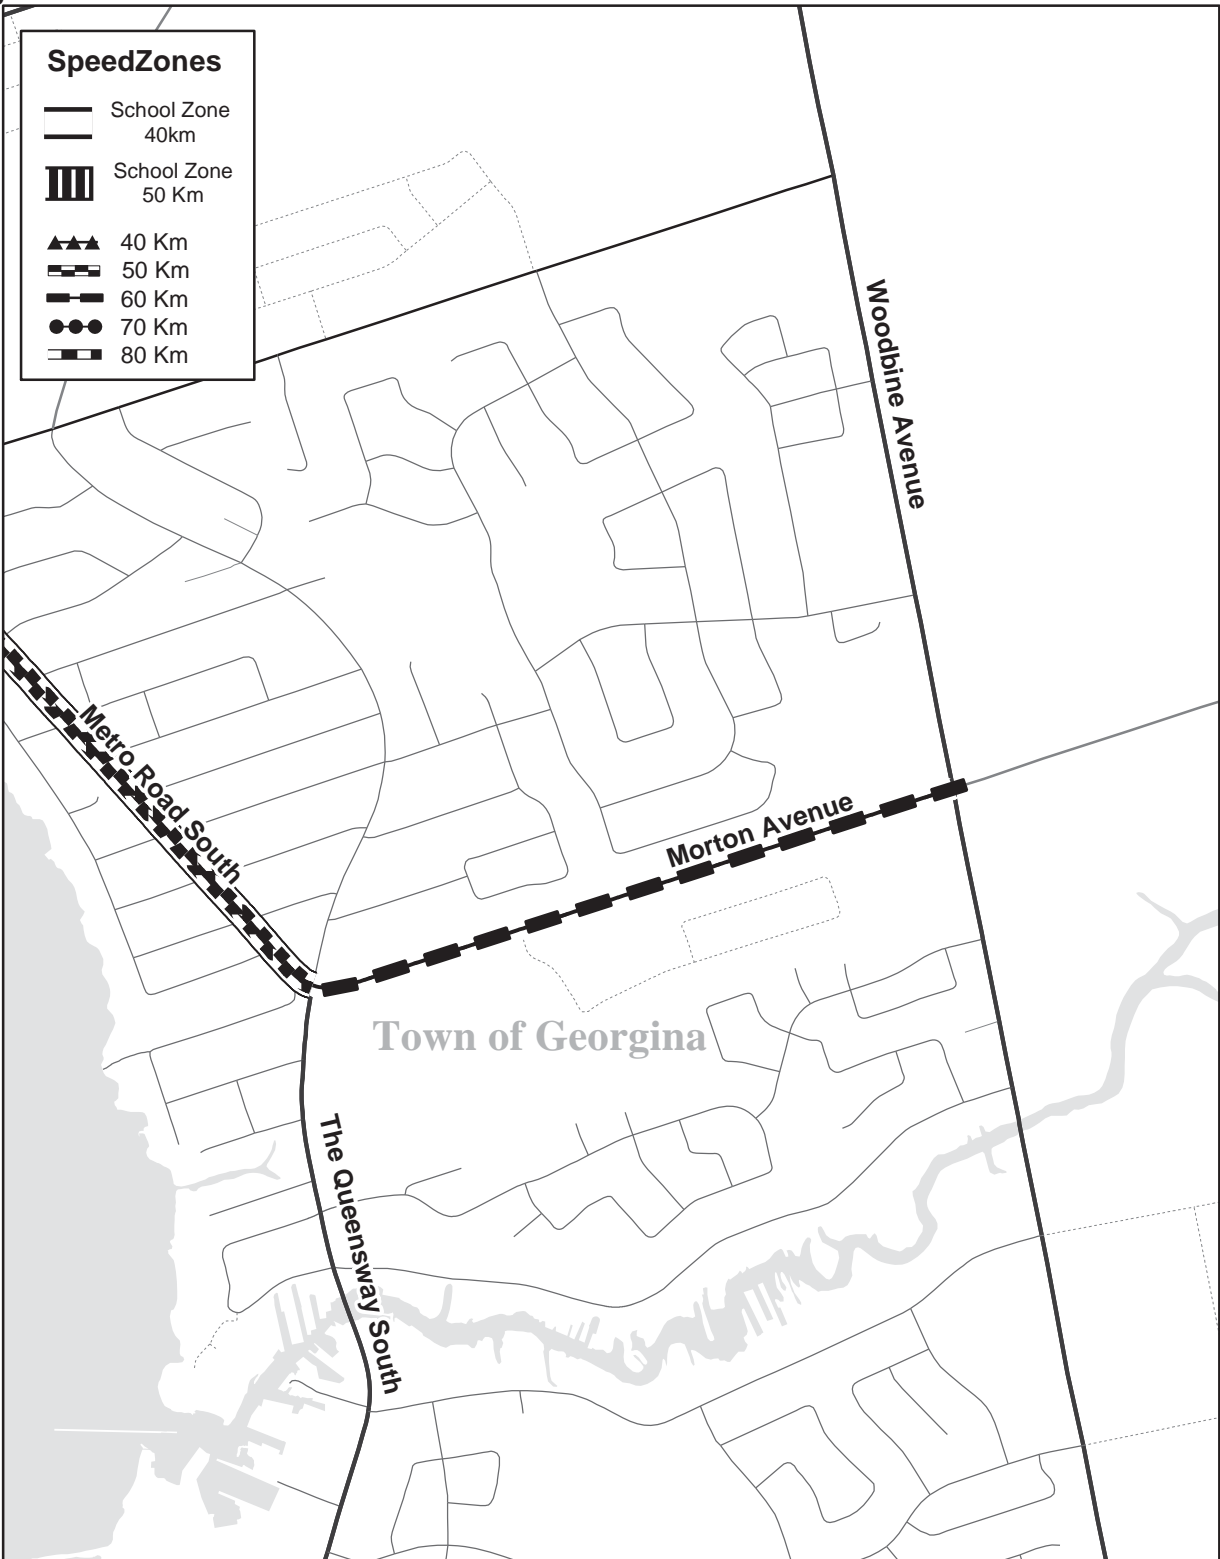 SpeedZones
School Zone
40km
School Zone
50 Km
40 Km
50 Km
60 Km
70 Km
80 Km
Woodbine Avenue
Metro Road South
Morton Avenue
Town of Georgina
The Queensway South